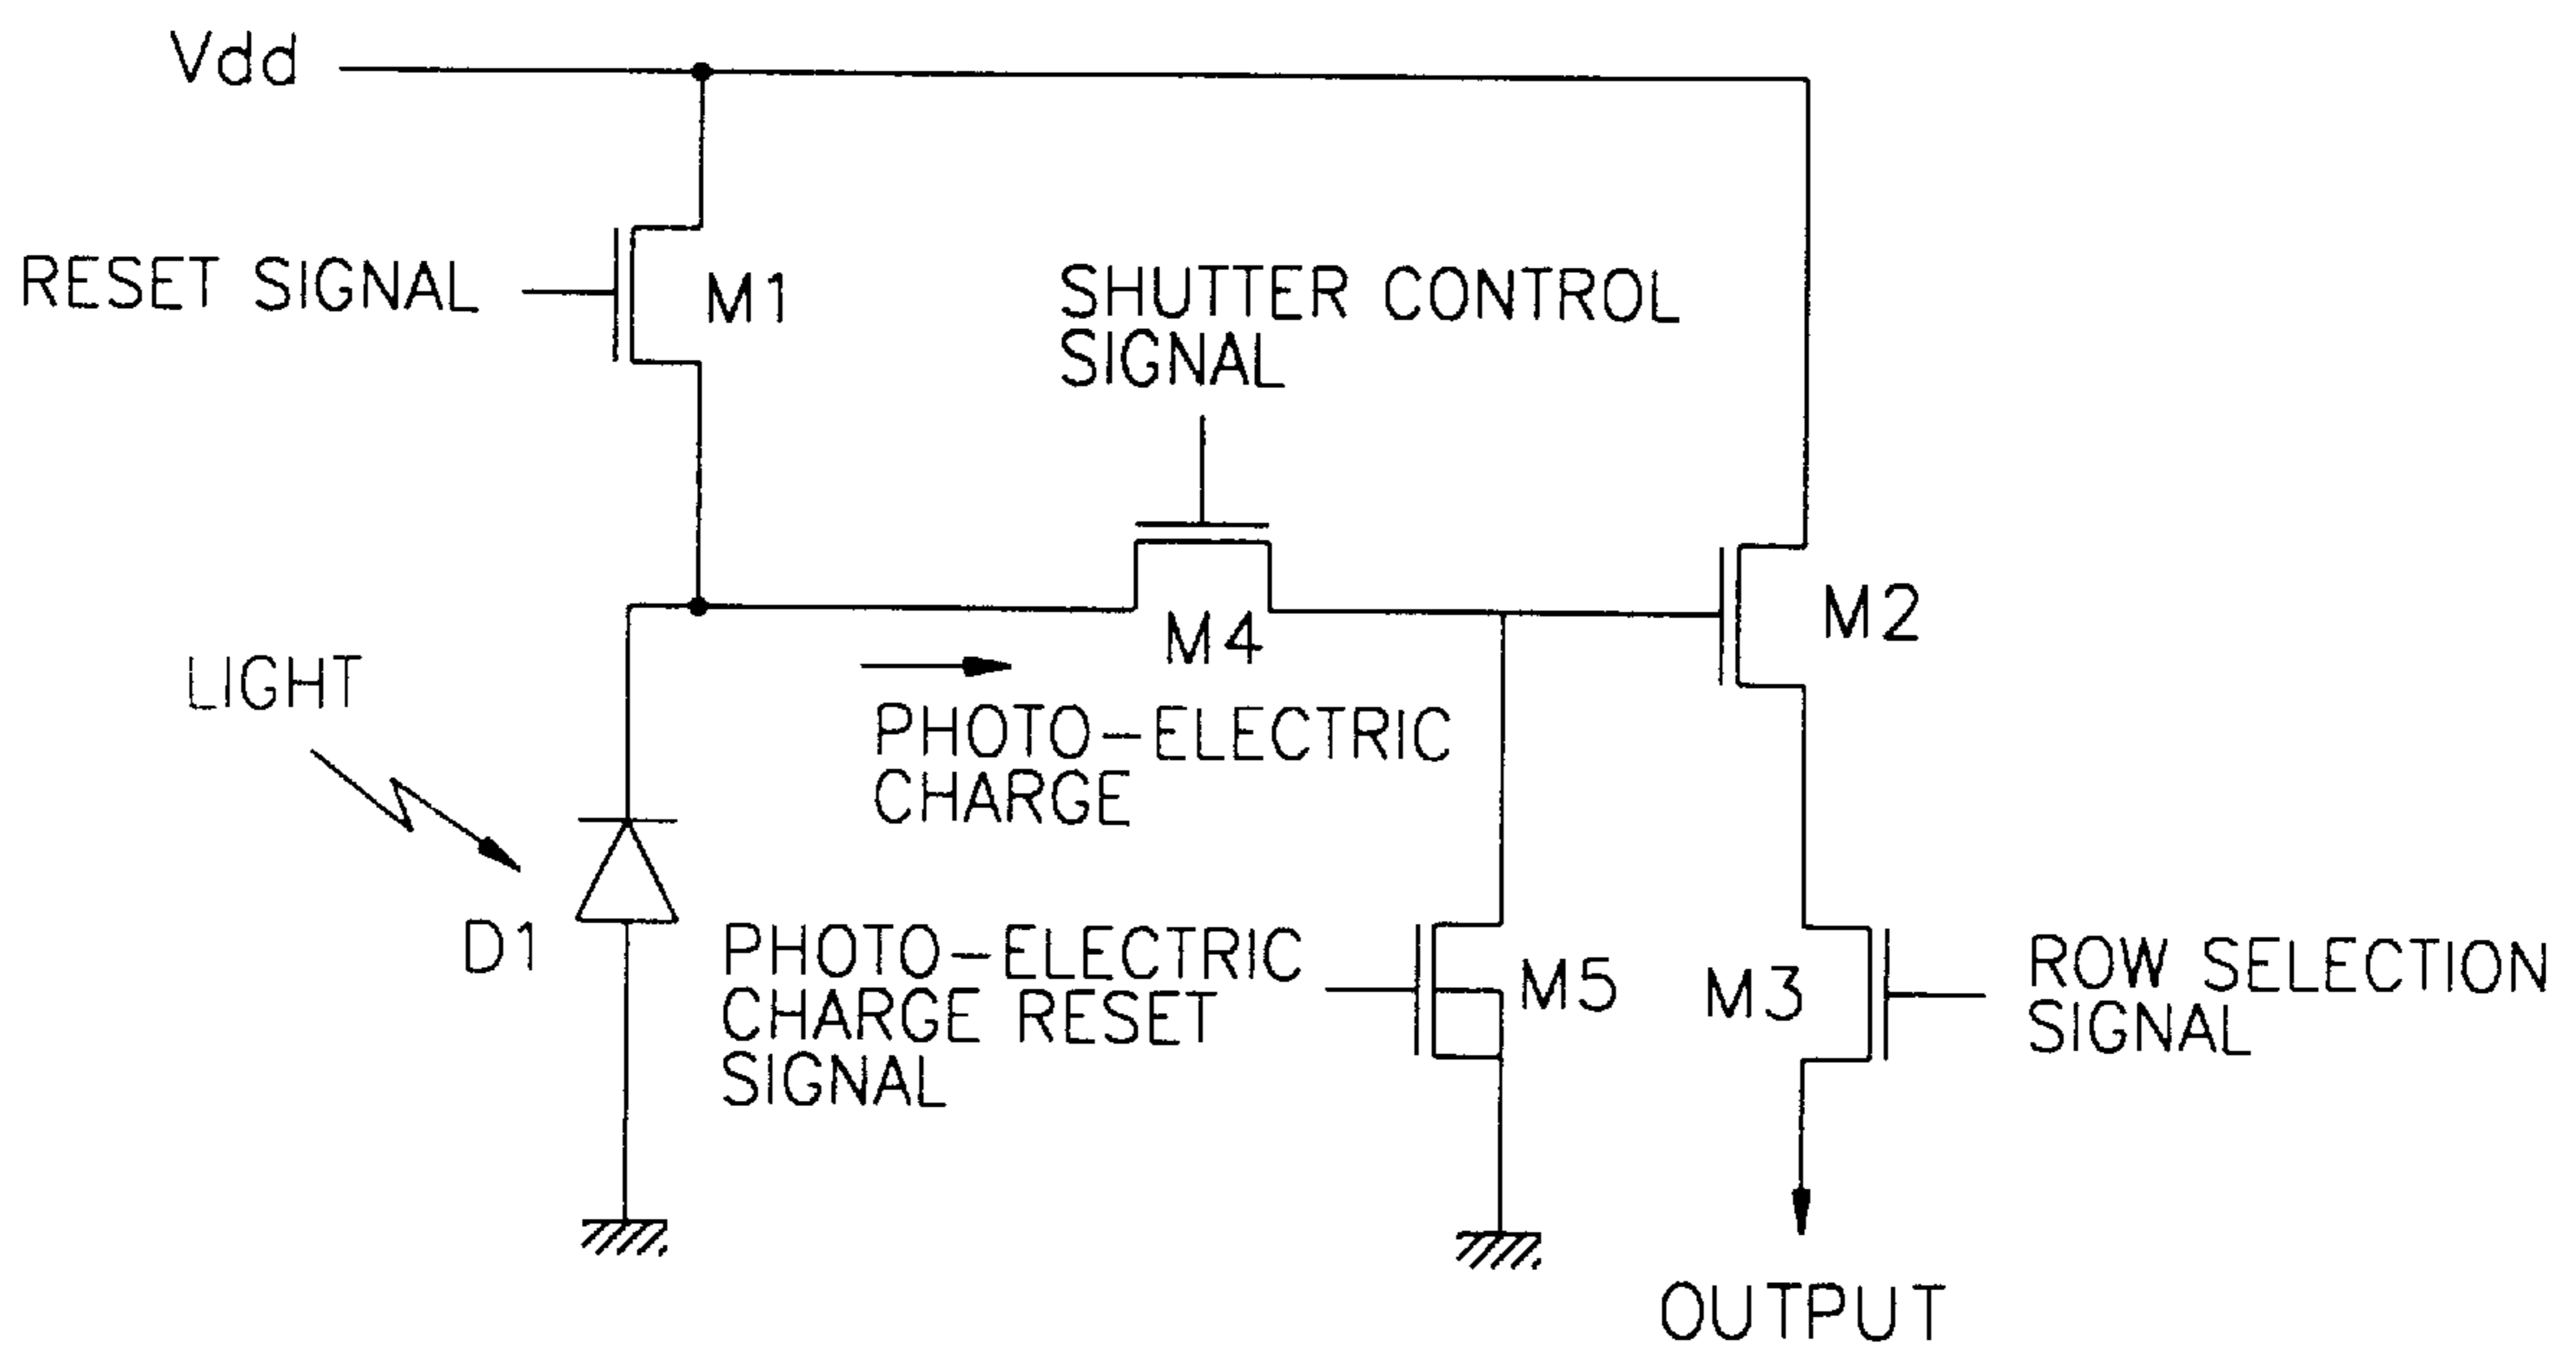 Vdd
RESET SIGNAL
M1
SHUTTER CONTROL
SIGNAL
M4
M2
LIGHT
PHOTO-ELECTRIC
CHARGE
D1
PHOTO-ELECTRIC
CHARGE RESET
SIGNAL
M5
M3
ROW SELECTION
SIGNAL
OUTPUT